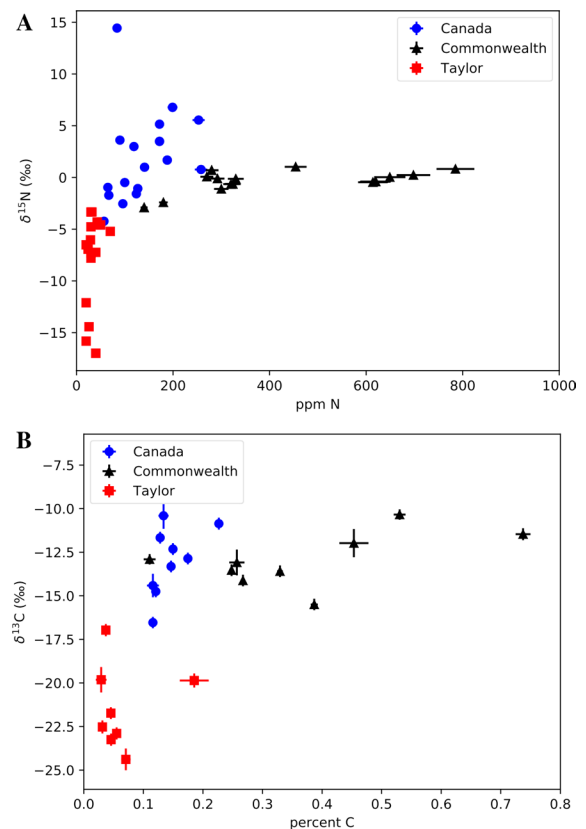 A
15
10
5
0
−5
−10
−15
δ¹⁵N (‰)
Canada
Commonwealth
Taylor
0
200
400
600
800
1000
ppm N
B
−7.5
−10.0
−12.5
−15.0
−17.5
−20.0
−22.5
−25.0
δ¹³C (‰)
Canada
Commonwealth
Taylor
0.0
0.1
0.2
0.3
0.4
0.5
0.6
0.7
0.8
percent C